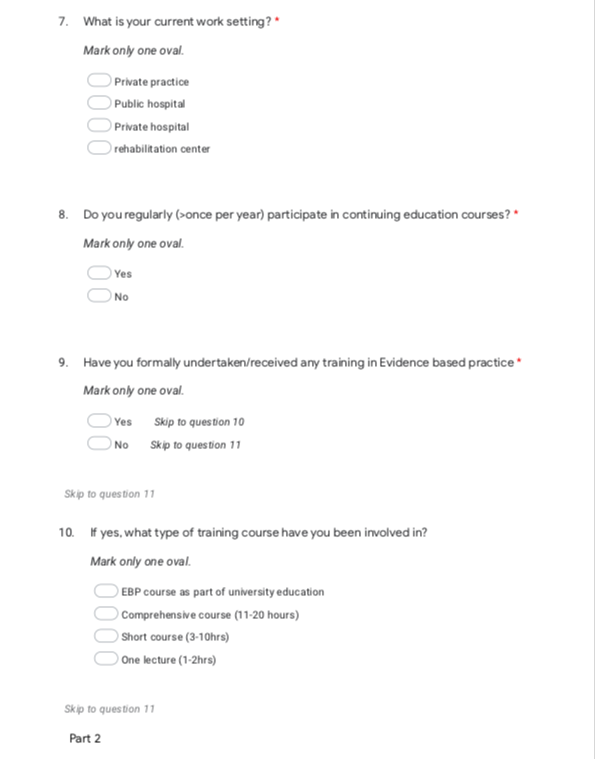 7. What is your current work setting? *
Mark only one oval.
Private practice
Public hospital
Private hospital
rehabilitation center
8. Do you regularly (>once per year) participate in continuing education courses? *
Mark only one oval.
Yes
No
9. Have you formally undertaken/received any training in Evidence based practice *
Mark only one oval.
Yes Skip to question 10
No Skip to question 11
Skip to question 11
10. If yes, what type of training course have you been involved in?
Mark only one oval.
EBP course as part of university education
Comprehensive course (11-20 hours)
Short course (3-10hrs)
One lecture (1-2hrs)
Skip to question 11
Part 2